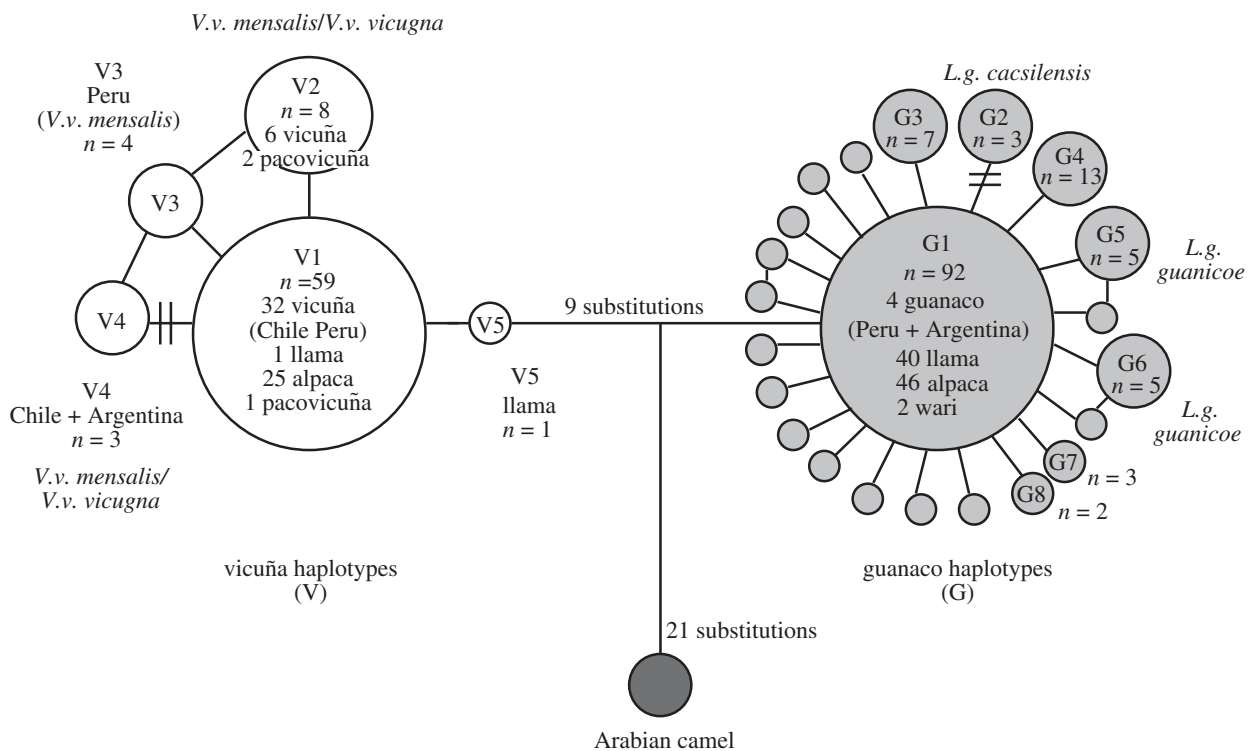 V.v. mensalis/V.v. vicugna
V3
Peru
(V.v. mensalis)
n = 4
V2
n = 8
6 vicuña
2 pacovicuña
V3
V4
V1
n =59
32 vicuña
(Chile Peru)
1 llama
25 alpaca
1 pacovicuña
V4
Chile + Argentina
n = 3
V.v. mensalis/
V.v. vicugna
V5
V5
llama
n = 1
9 substitutions
L.g. cacsilensis
G3
n = 7
G2
n = 3
G4
n = 13
G5
n = 5
L.g.
guanicoe
G1
n = 92
4 guanaco
(Peru + Argentina)
40 llama
46 alpaca
2 wari
G6
n = 5
L.g.
guanicoe
G7
n = 3
G8
n = 2
vicuña haplotypes
(V)
guanaco haplotypes
(G)
21 substitutions
Arabian camel